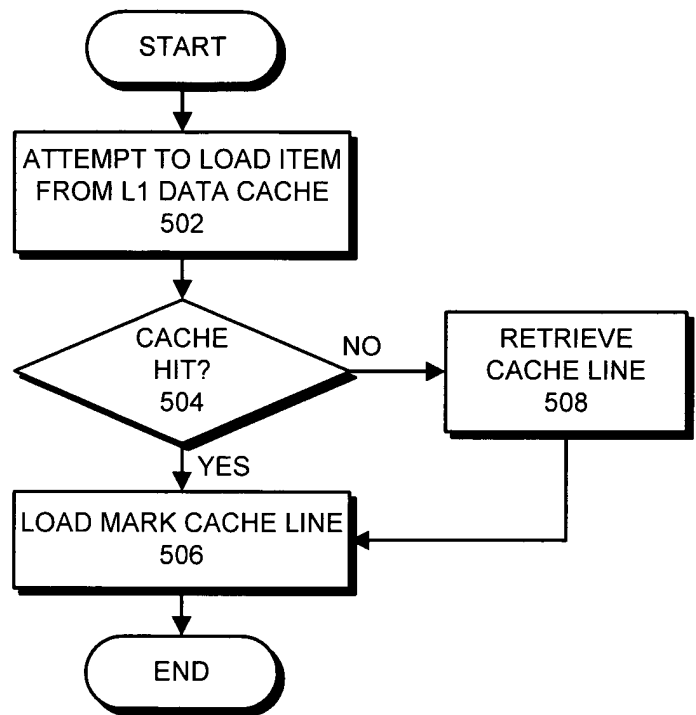 START
ATTEMPT TO LOAD ITEM
FROM L1 DATA CACHE
502
CACHE
HIT?
504
NO
RETRIEVE
CACHE LINE
508
YES
LOAD MARK CACHE LINE
506
END